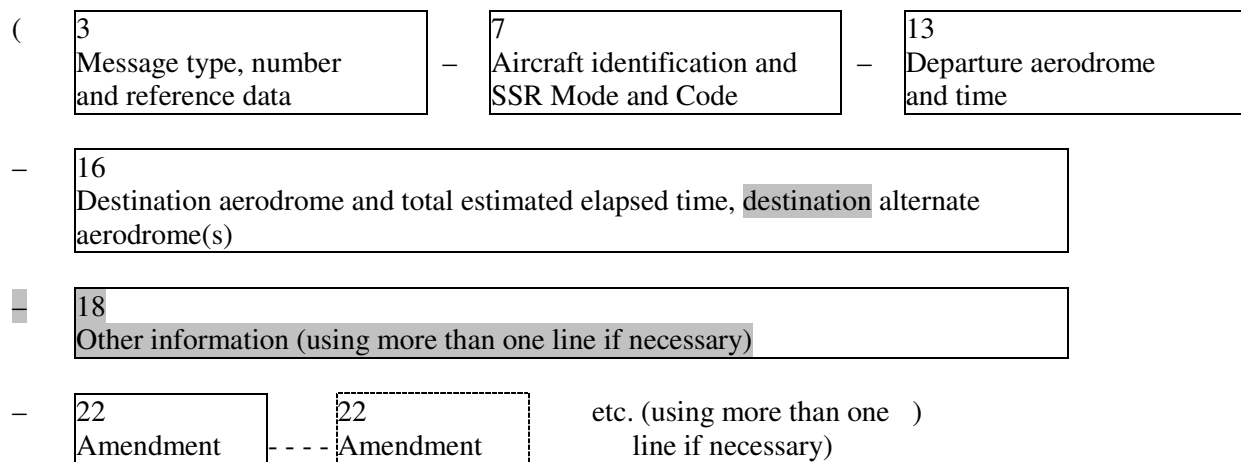 ( 3 7 13
Message type, number – Aircraft identification and – Departure aerodrome
and reference data SSR Mode and Code and time
– 16
Destination aerodrome and total estimated elapsed time, destination alternate
aerodrome(s)
– 18
Other information (using more than one line if necessary)
– 22 22 etc. (using more than one )
Amendment - - - - Amendment line if necessary)